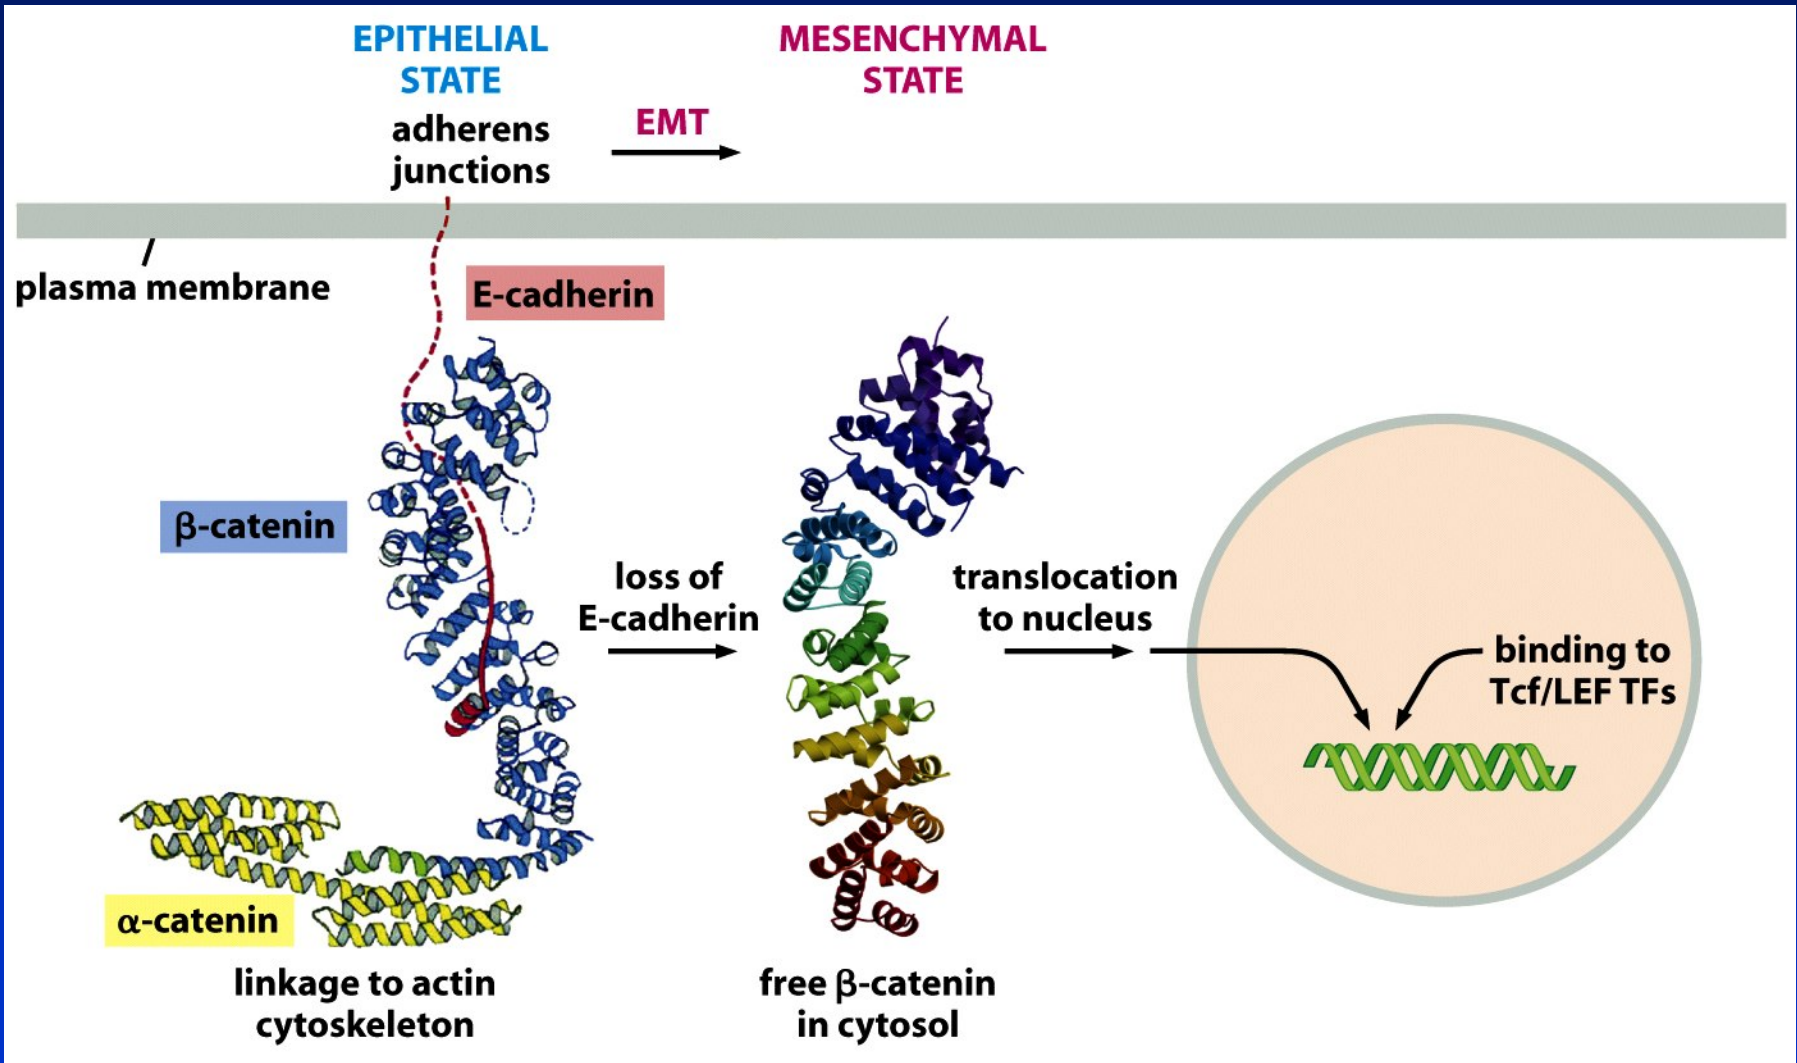 EPITHELIAL
STATE
adherens
junctions
EMT
MESENCHYMAL
STATE
plasma membrane
E-cadherin
β-catenin
loss of
E-cadherin
translocation
to nucleus
binding to
Tcf/LEF TFs
α-catenin
linkage to actin
cytoskeleton
free β-catenin
in cytosol